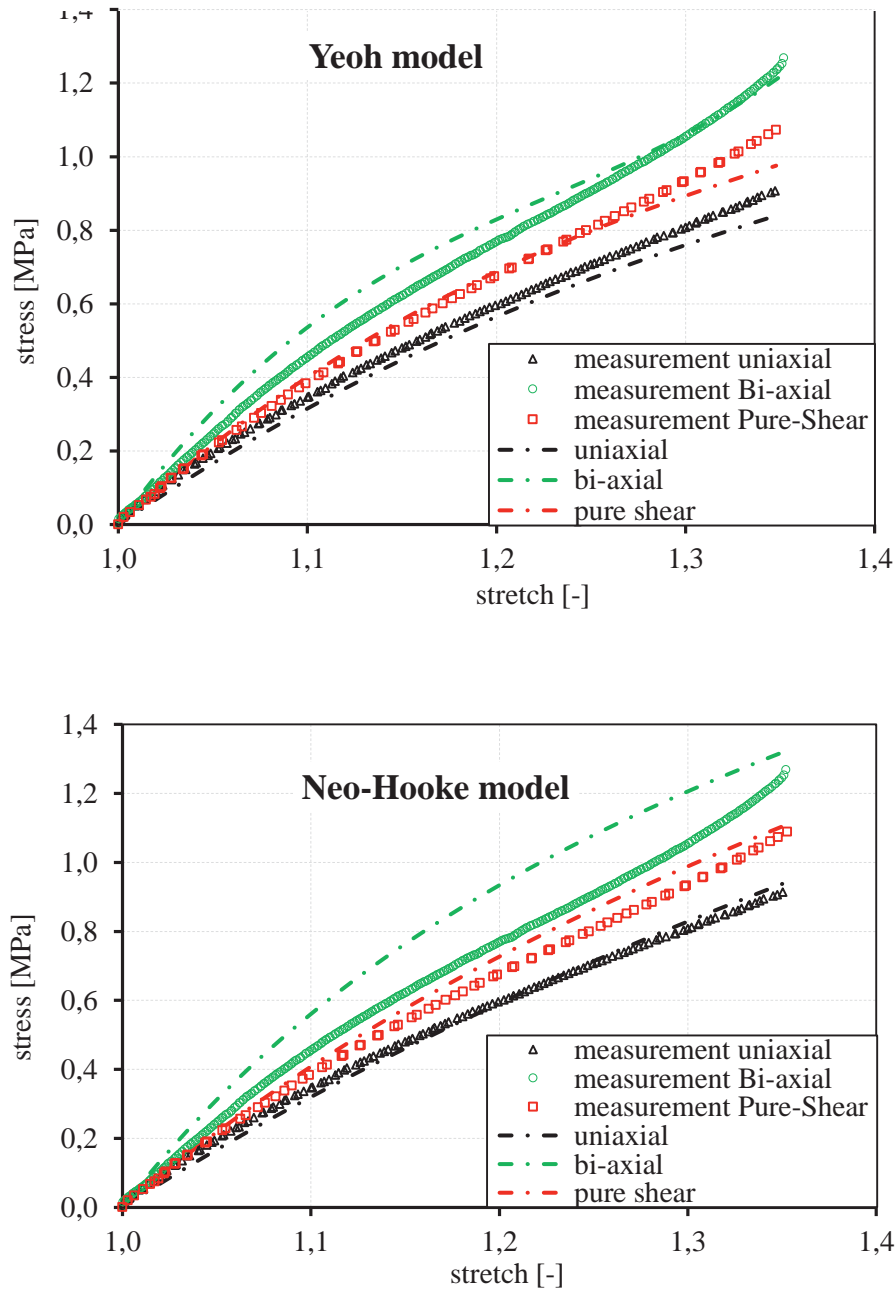 1,4
Yeoh model
1,2
1,0
0,8
0,6
0,4
0,2
0,0
stress [MPa]
measurement uniaxial
measurement Bi-axial
measurement Pure-Shear
uniaxial
bi-axial
pure shear
1,0 1,1 1,2 1,3 1,4
stretch [-]
1,4
Neo-Hooke model
1,2
1,0
0,8
0,6
0,4
0,2
0,0
stress [MPa]
measurement uniaxial
measurement Bi-axial
measurement Pure-Shear
uniaxial
bi-axial
pure shear
1,0 1,1 1,2 1,3 1,4
stretch [-]